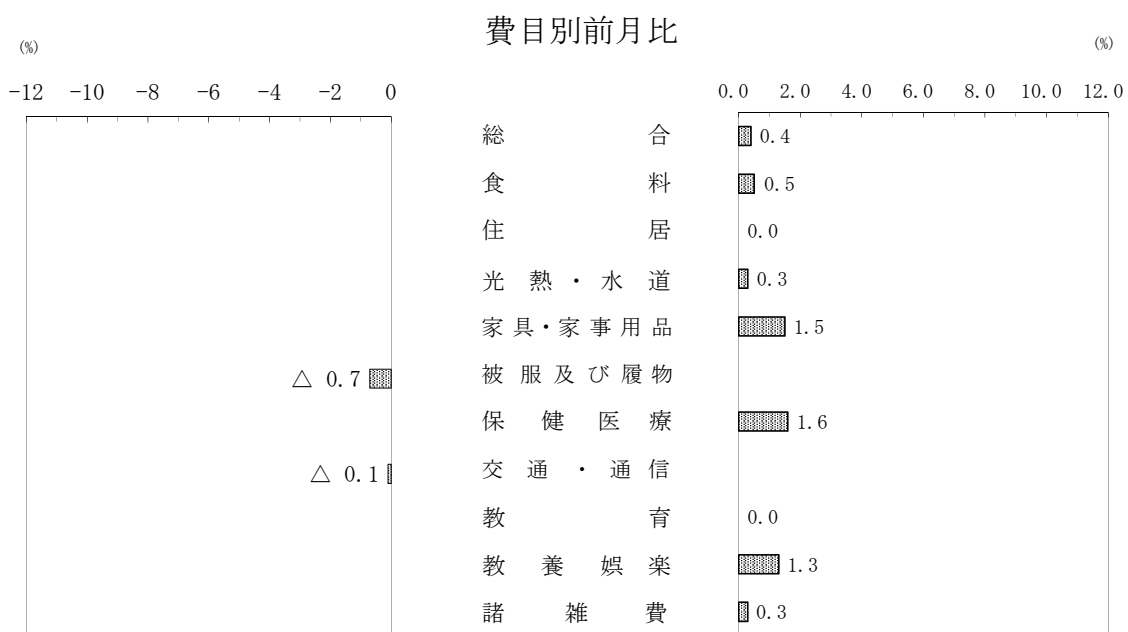 費目別前月比
(%)
(%)
-12 -10 -8 -6 -4 -2 0
0.0 2.0 4.0 6.0 8.0 10.0 12.0
総合 0.4
食料 0.5
住居 0.0
光熱・水道 0.3
家具・家事用品 1.5
△ 0.7 被服及び履物
保健医療 1.6
△ 0.1 交通・通信
教育 0.0
教養娯楽 1.3
諸雑費 0.3